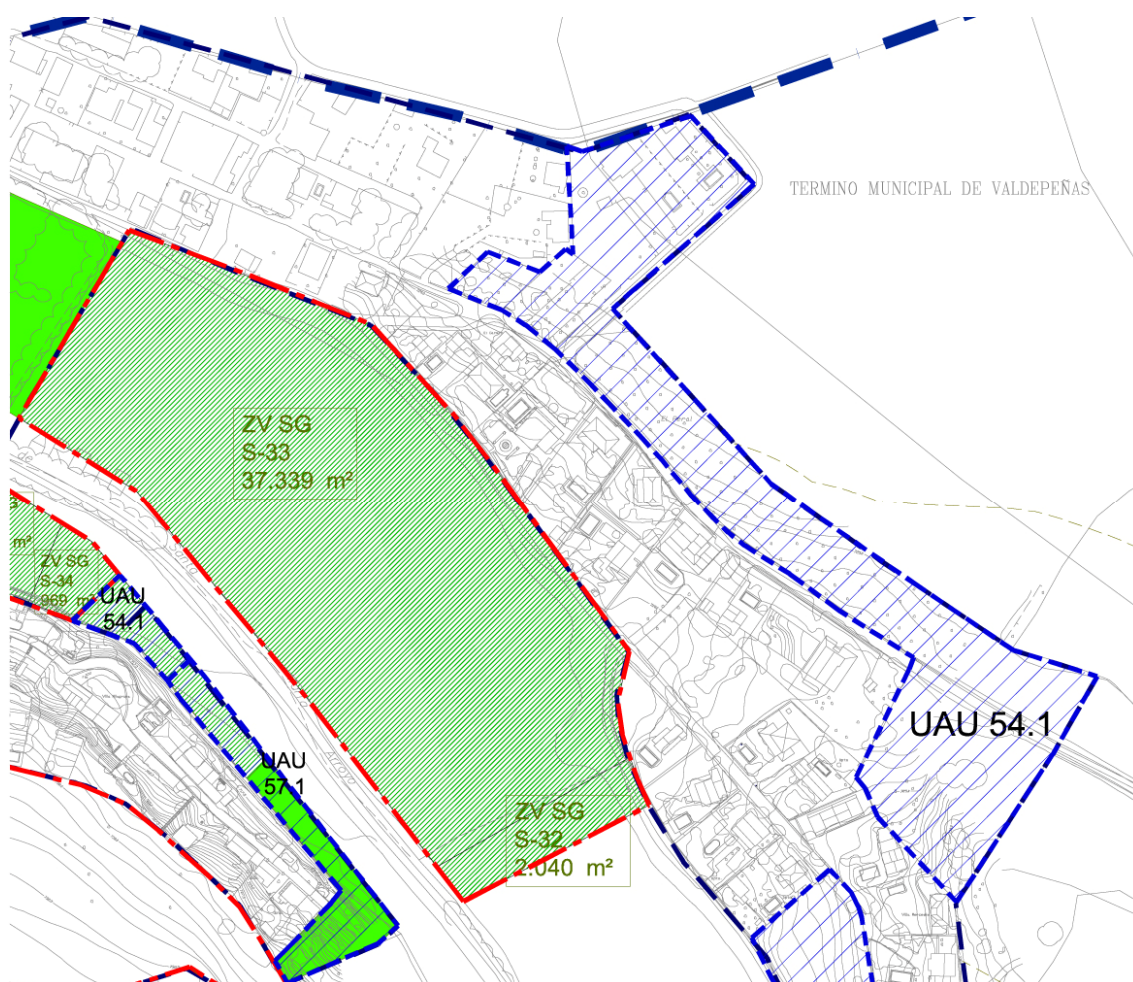 TERMINO MUNICIPAL DE VALDEPEÑAS
ZV SG
S-33
37.339 m²
m²
ZV SG
S-34
969 m²
UAU
54.1
UAU 54.1
UAU
57.1
ZV SG
S-32
2.040 m²